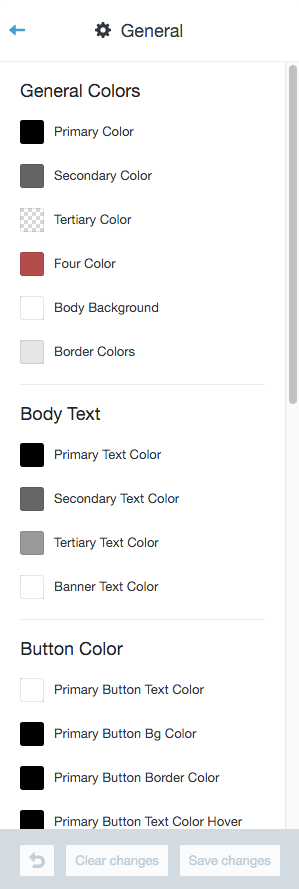 General
General Colors
Primary Color
Secondary Color
Tertiary Color
Four Color
Body Background
Border Colors
Body Text
Primary Text Color
Secondary Text Color
Tertiary Text Color
Banner Text Color
Button Color
Primary Button Text Color
Primary Button Bg Color
Primary Button Border Color
Primary Button Text Color Hover
Clear changes
Save changes